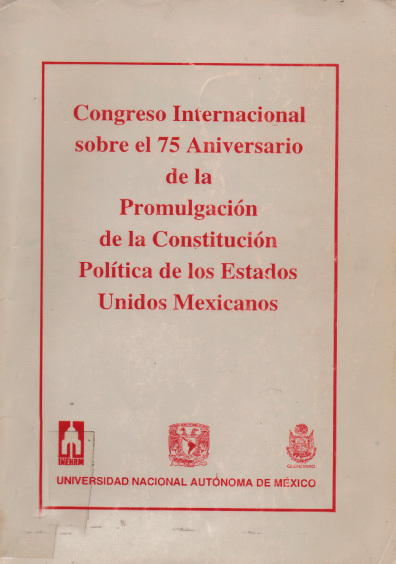 Congreso Internacional
sobre el 75 Aniversario
de la
Promulgación
de la Constitución
Política de los Estados
Unidos Mexicanos
INEHRM
QUERETARO
UNIVERSIDAD NACIONAL AUTÓNOMA DE MÉXICO